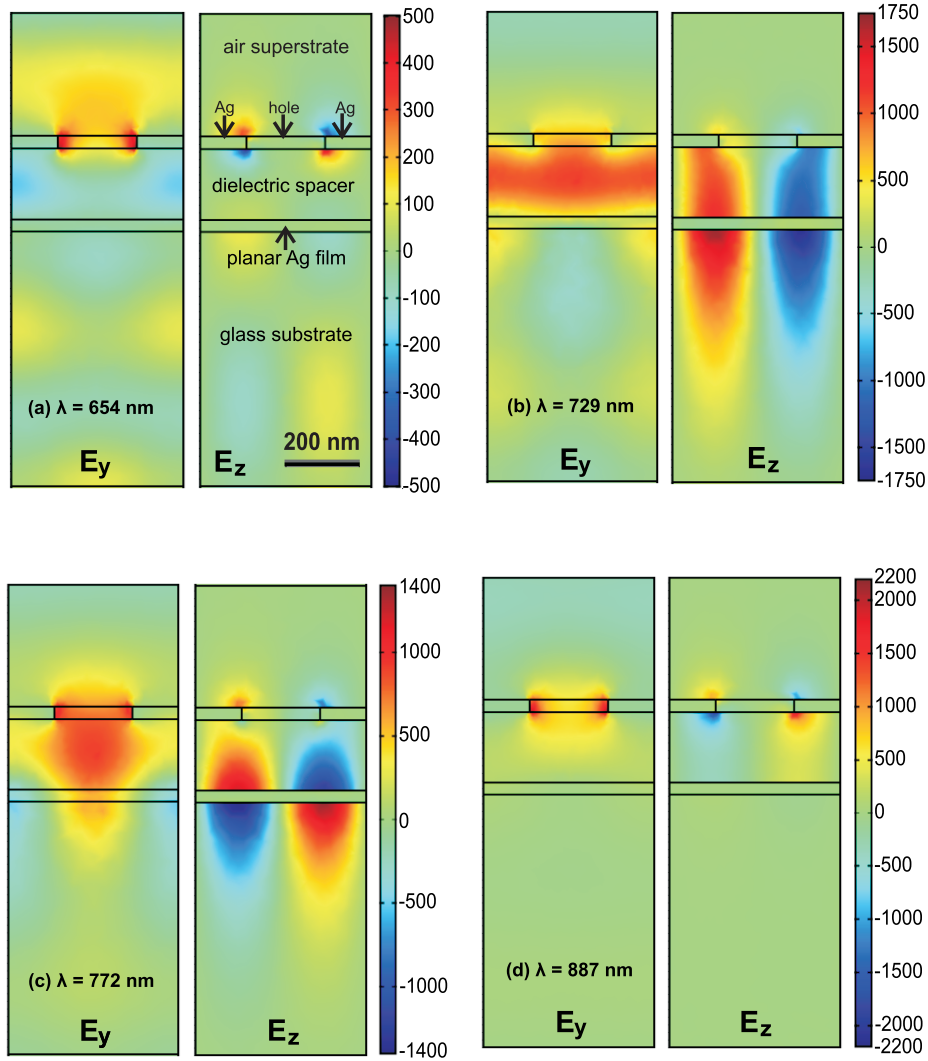 500
400
300
200
100
0
-100
-200
-300
-400
-500
air superstrate
Ag
hole
Ag
dielectric spacer
planar Ag film
glass substrate
(a) λ = 654 nm
200 nm
Ey
Ez
1750
1500
1000
500
0
-500
-1000
-1500
-1750
(b) λ = 729 nm
Ey
Ez
1400
1000
500
0
-500
-1000
-1400
(c) λ = 772 nm
Ey
Ez
2200
2000
1500
1000
500
0
-500
-1000
-1500
-2000
-2200
(d) λ = 887 nm
Ey
Ez